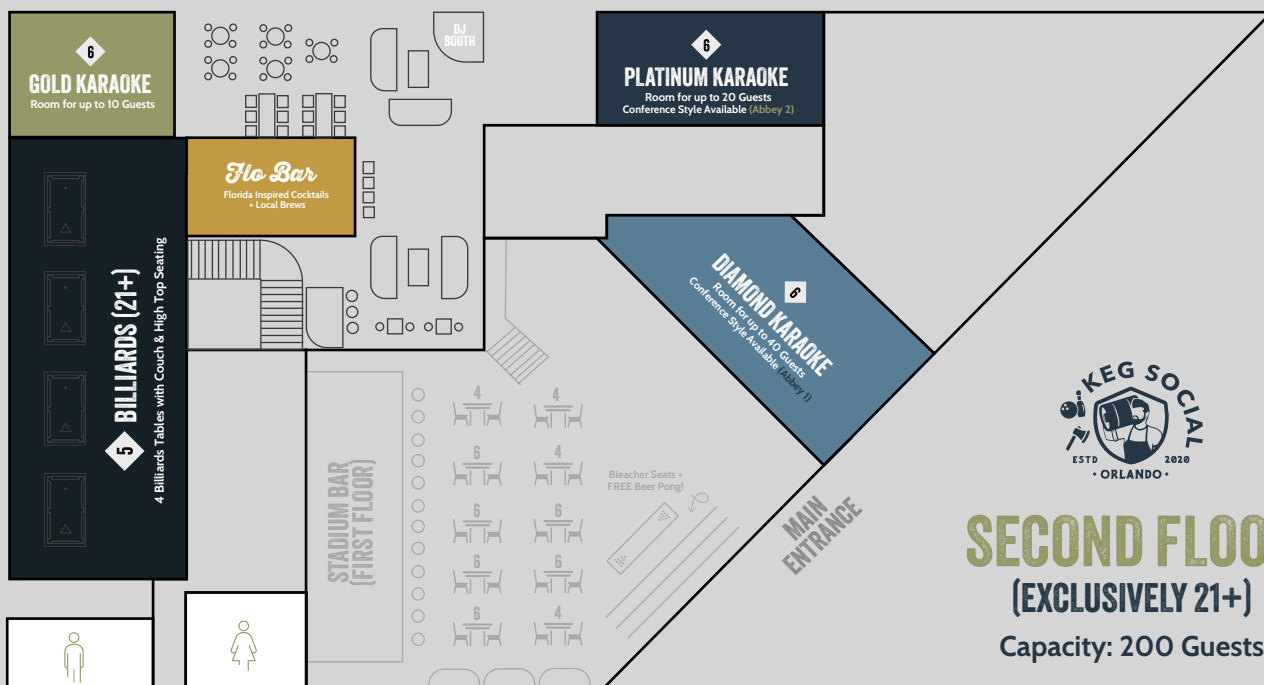 6
GOLD KARAOKE
Room for up to 10 Guests
DJ
BOOTH
6
PLATINUM KARAOKE
Room for up to 20 Guests
Conference Style Available (Abbey 2)
Flo Bar
Florida Inspired Cocktails
+ Local Brews
5 BILLIARDS (21+)
4 Billiards Tables with Couch & High Top Seating
6
DIAMOND KARAOKE
Room for up to 40 Guests
Conference Style Available (Abbey 1)
STADIUM BAR
(FIRST FLOOR)
4 4
6 4
6 6
6 6
6 4
Bleacher Seats +
FREE Beer Pong!
MAIN
ENTRANCE
KEG SOCIAL
ESTD 2020
• ORLANDO •
SECOND FLOO
(EXCLUSIVELY 21+)
Capacity: 200 Guests